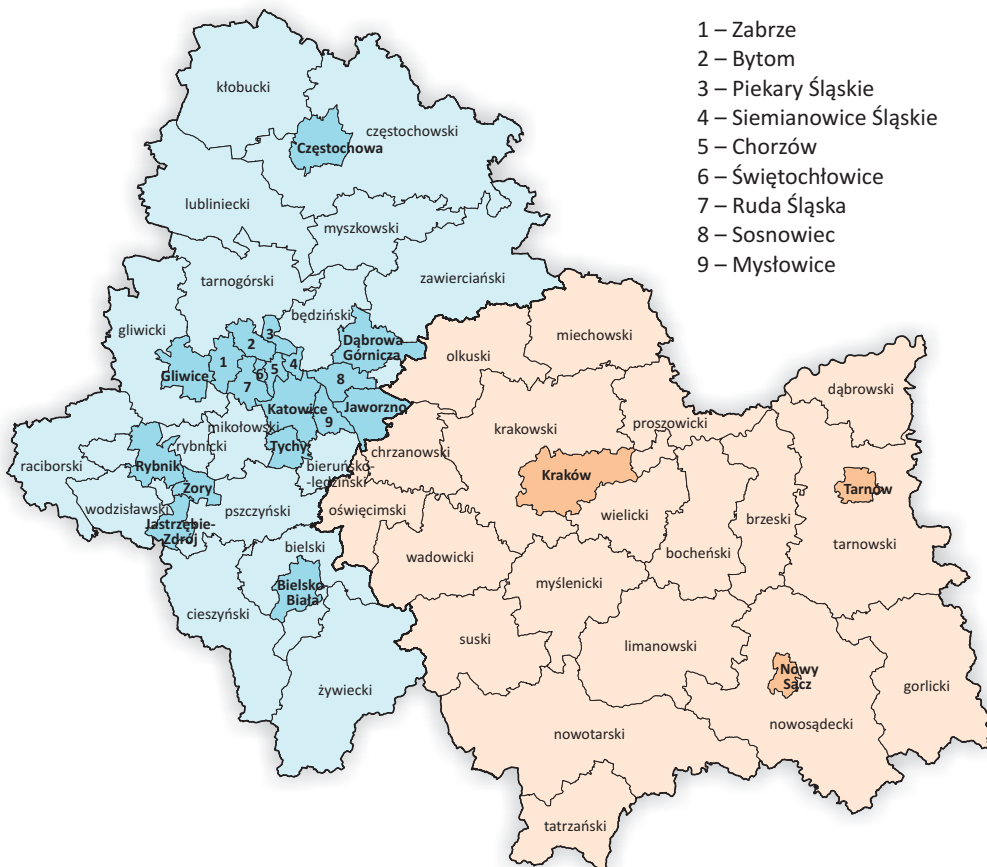 1 – Zabrze
2 – Bytom
3 – Piekary Śląskie
4 – Siemianowice Śląskie
5 – Chorzów
6 – Świętochłowice
7 – Ruda Śląska
8 – Sosnowiec
9 – Mysłowice
kłobucki
częstochowski
Częstochowa
lubliniecki
myszkowski
tarnogórski
zawierciański
będziński
gliwicki
Dąbrowa
Górnicza
1
2
3
4
5
6
7
8
9
Gliwice
Katowice
Jaworzno
mikołowski
rybnicki
Tychy
bieruńsko-
-lędziński
raciborski
Rybnik
Żory
wodzisławski
pszczyński
Jastrzębie-
Zdrój
bielski
Bielsko
Biała
cieszyński
żywiecki
olkuski
miechowski
dąbrowski
krakowski
proszowicki
chrzanowski
Kraków
Tarnów
oświęcimski
wielicki
brzeski
wadowicki
bocheński
tarnowski
myślenicki
suski
limanowski
Nowy
Sącz
gorlicki
nowosądecki
nowotarski
tatrzański